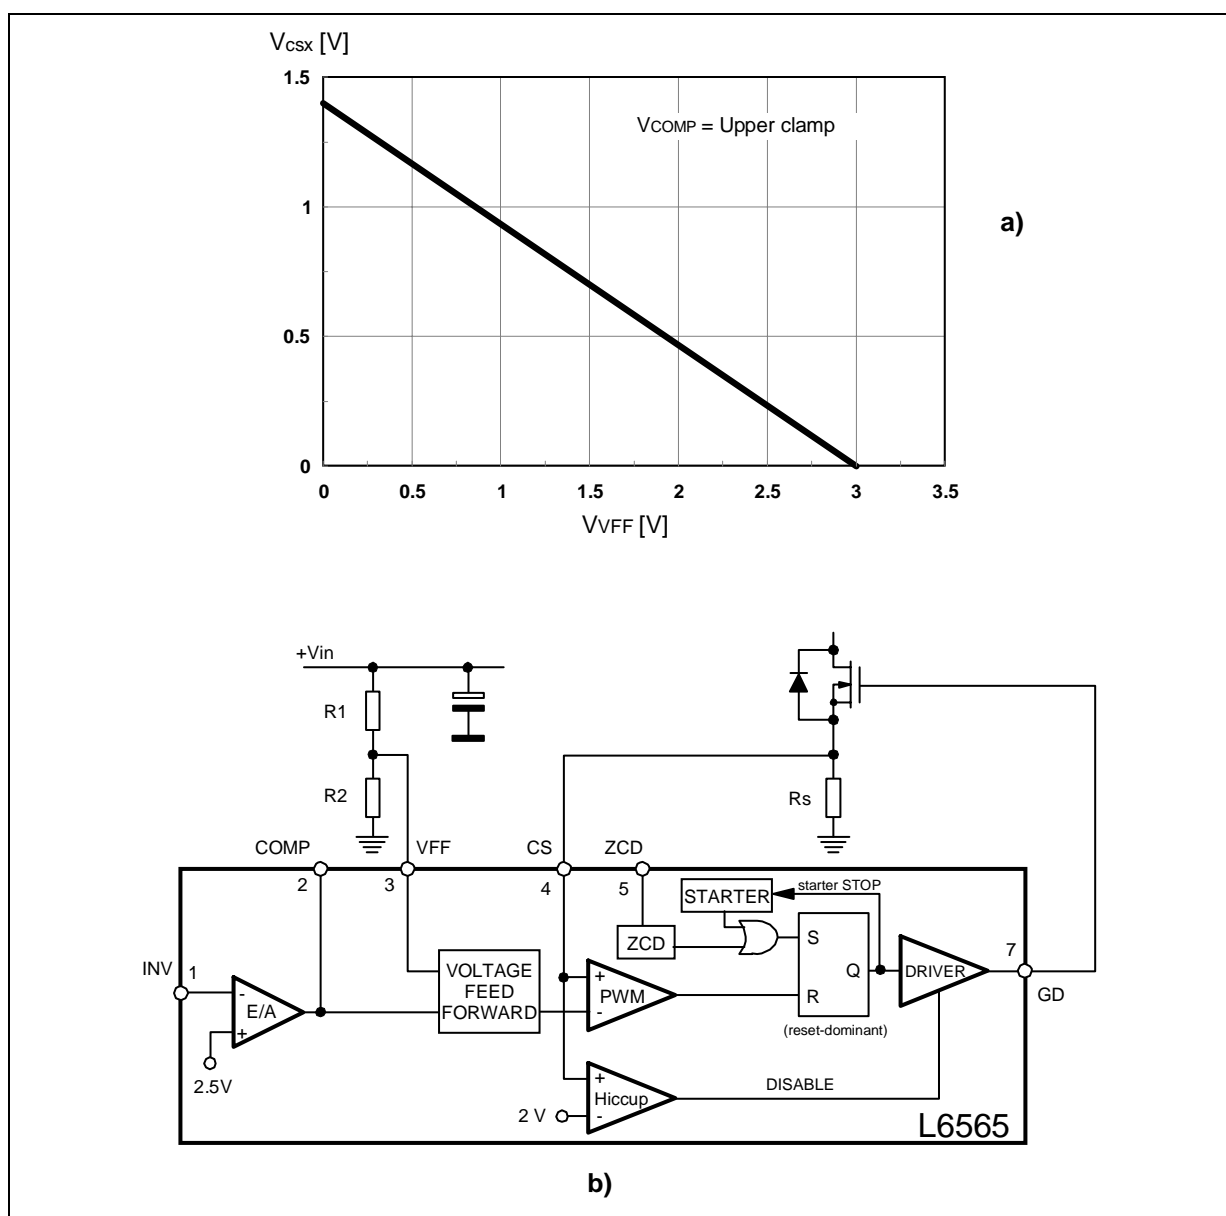 Vcsx [V]
1.5
VCOMP = Upper clamp
1
a)
0.5
0
0 0.5 1 1.5 2 2.5 3 3.5
VVFF [V]
+Vin
R1
R2
Rs
COMP VFF CS ZCD
2 3 4 5
STARTER
starter STOP
ZCD
S
INV 1
VOLTAGE
FEED
FORWARD
-
E/A
+
+
PWM
-
Q
R
DRIVER
7
GD
(reset-dominant)
2.5V
+
Hiccup
-
2 V
DISABLE
L6565
b)